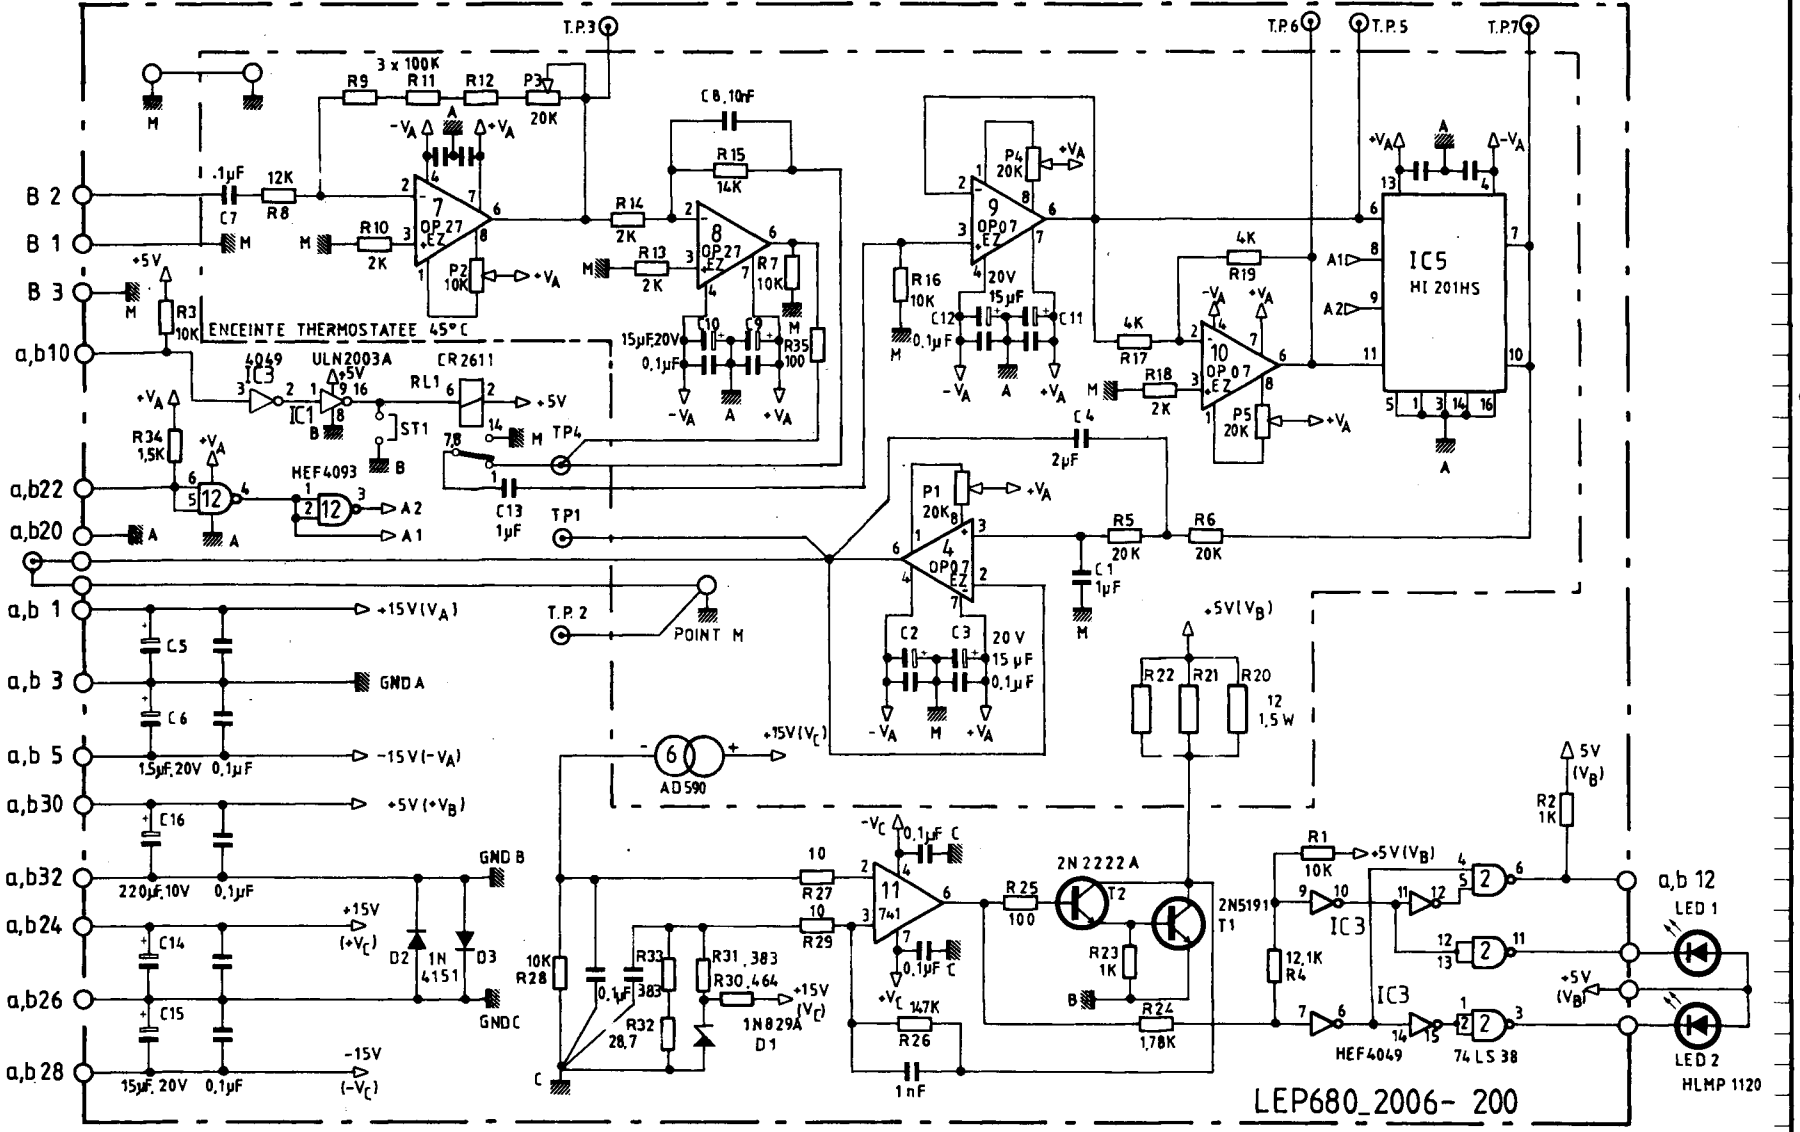 T.P.3
T.P.6
T.P.5
T.P.7
3 x 100K
R9
R11
R12
P3
20K
C8,10nF
R15
14K
M
A
-VA
+VA
B 2
.1µF
C7
12K
R8
2
4
7
7
OP27
EZ
6
3
8
1
R10
2K
M
P2
10K
+VA
B 1
M
R14
2K
R13
2K
M
2
8
OP27
EZ
6
3
7
4
R7
10K
M
R35
100
15µF,20V
C10
C9
0,1µF
-VA
A
+VA
P4
20K
+VA
1
2
9
OP07
EZ
8
6
3
7
4
20V
15µF
C12
C11
0,1µF
-VA
A
+VA
R16
10K
M
4K
R19
4K
R17
R18
2K
M
-VA
+VA
4
2
7
10
OP07
EZ
6
3
8
1
P5
20K
+VA
+VA
A
-VA
13
4
6
7
A1
8
IC5
HI 201HS
A2
9
11
10
5
1
3
14
16
A
B 3
M
+5V
R3
10K
ENCEINTE THERMOSTATEE 45°C
a,b10
4049
IC3
3
2
ULN2003A
+5V
1
9
16
IC1
8
B
ST1
B
CR2611
RL1
6
2
+5V
14
M
7,8
1
TP4
C13
1µF
TP1
+VA
R34
1,5K
+VA
HEF4093
a,b22
6
5
12
4
1
2
12
3
A2
A1
A
a,b20
A
C4
2µF
P1
20K
+VA
1
8
3
6
4
OP07
EZ
2
4
7
R5
20K
R6
20K
C1
1µF
M
C2
C3
20 V
15 µF
0,1µF
-VA
M
+VA
T.P.2
POINT M
a,b 1
+15V(VA)
C5
a,b 3
GND A
C6
a,b 5
-15V(-VA)
15µF,20V
0,1µF
a,b30
+5V(+VB)
C16
a,b32
GND B
220µF,10V
0,1µF
a,b24
+15V
(+VC)
C14
D2
1N
4151
D3
a,b26
GNDC
C15
a,b28
-15V
(-VC)
15µF,20V
0,1µF
-
6
+
+15V(VC)
AD590
+5V(VB)
R22
R21
R20
12
1,5W
-VC
0,1µF
C
10
R27
10
R29
2
4
11
741
6
3
7
0,1µF
C
+VC
10K
R28
0,1µF
R33
383
R32
28,7
R31,383
R30,464
+15V
(VC)
1N829A
D1
C
147K
R26
1nF
R25
100
2N2222A
T2
2N5191
T1
R23
1K
B
R24
1,78K
R1
10K
+5V(VB)
9
10
11
12
IC3
12,1K
R4
IC3
7
6
14
15
HEF4049
4
5
2
6
12
13
11
1
2
2
3
74LS38
5V
(VB)
R2
1K
a,b 12
LED 1
+5V
(VB)
LED 2
HLMP 1120
LEP680_2006- 200